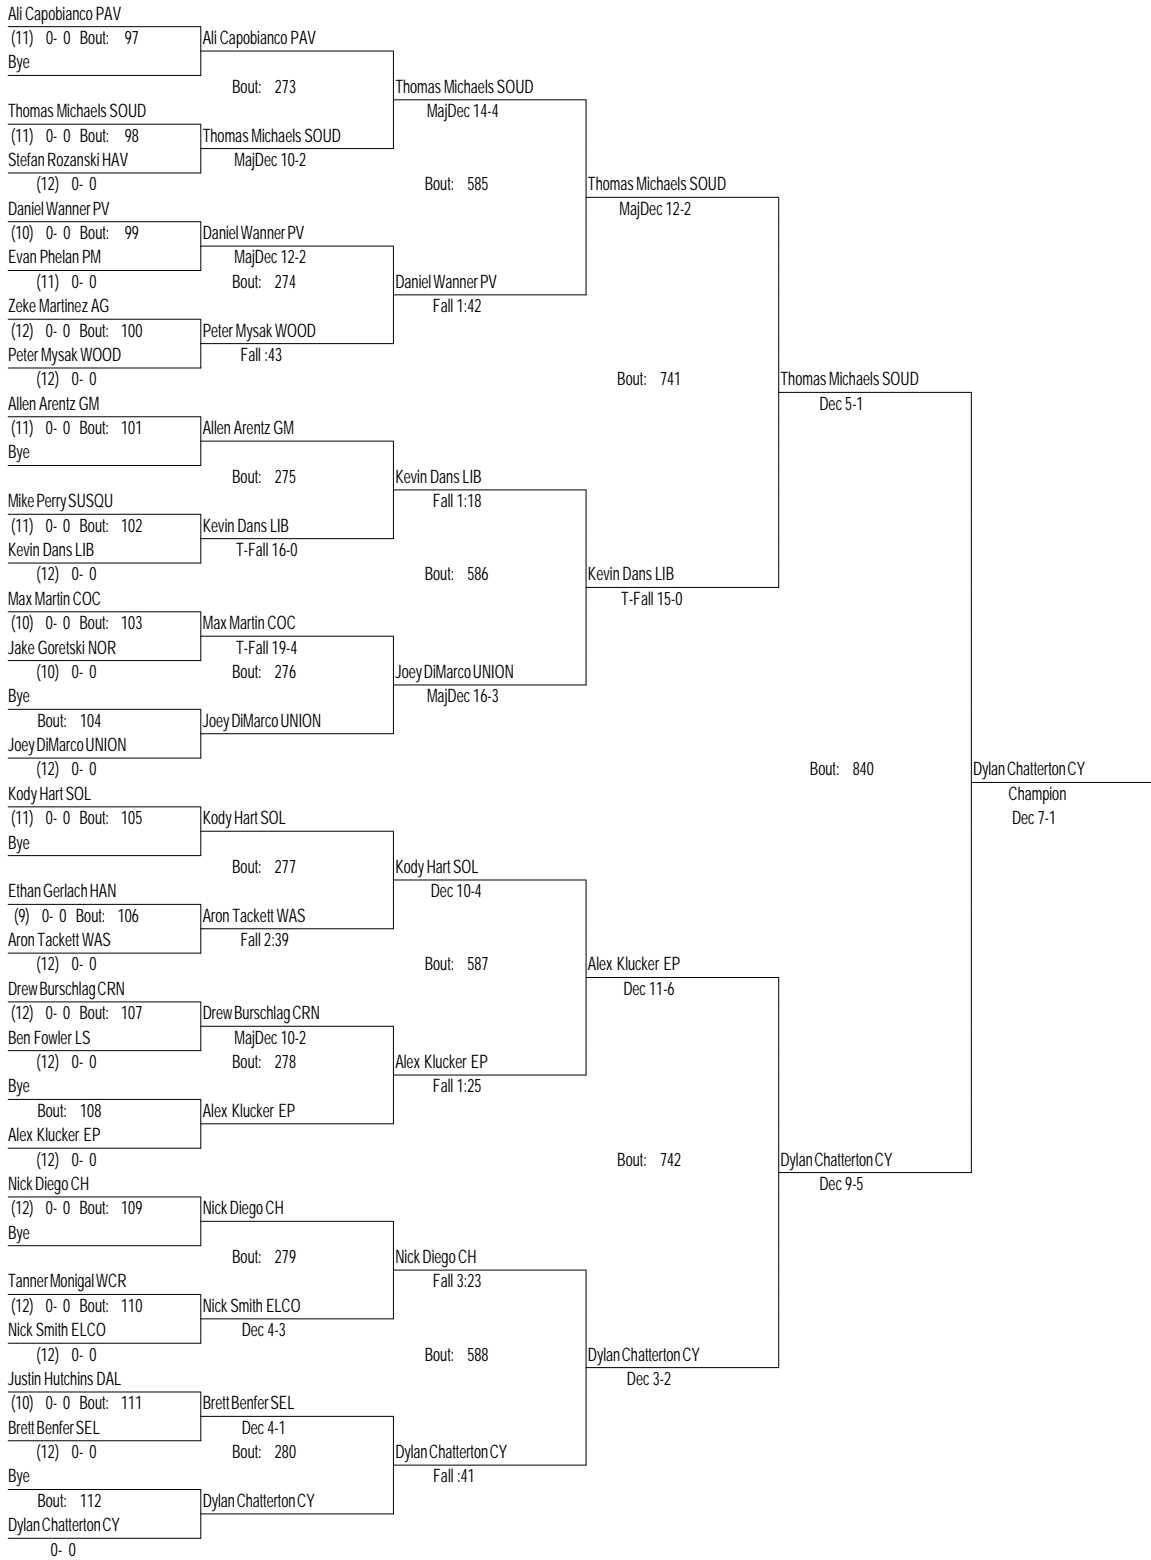 Ali Capobianco PAV
(11) 0- 0 Bout: 97
Ali Capobianco PAV
Bye
Bout: 273
Thomas Michaels SOUD
Thomas Michaels SOUD
MajDec 14-4
(11) 0- 0 Bout: 98
Thomas Michaels SOUD
Stefan Rozanski HAV
MajDec 10-2
(12) 0- 0
Bout: 585
Thomas Michaels SOUD
Daniel Wanner PV
MajDec 12-2
(10) 0- 0 Bout: 99
Daniel Wanner PV
Evan Phelan PM
MajDec 12-2
(11) 0- 0
Bout: 274
Daniel Wanner PV
Zeke Martinez AG
Fall 1:42
(12) 0- 0 Bout: 100
Peter Mysak WOOD
Peter Mysak WOOD
Fall :43
(12) 0- 0
Bout: 741
Thomas Michaels SOUD
Allen Arentz GM
Dec 5-1
(11) 0- 0 Bout: 101
Allen Arentz GM
Bye
Bout: 275
Kevin Dans LIB
Mike Perry SUSQU
Fall 1:18
(11) 0- 0 Bout: 102
Kevin Dans LIB
Kevin Dans LIB
T-Fall 16-0
(12) 0- 0
Bout: 586
Kevin Dans LIB
Max Martin COC
T-Fall 15-0
(10) 0- 0 Bout: 103
Max Martin COC
Jake Goretski NOR
T-Fall 19-4
(10) 0- 0
Bout: 276
Joey DiMarco UNION
Bye
MajDec 16-3
Bout: 104
Joey DiMarco UNION
Joey DiMarco UNION
(12) 0- 0
Bout: 840
Dylan Chatterton CY
Kody Hart SOL
Champion
(11) 0- 0 Bout: 105
Kody Hart SOL
Dec 7-1
Bye
Bout: 277
Kody Hart SOL
Ethan Gerlach HAN
Dec 10-4
(9) 0- 0 Bout: 106
Aron Tackett WAS
Aron Tackett WAS
Fall 2:39
(12) 0- 0
Bout: 587
Alex Klucker EP
Drew Burschlag CRN
Dec 11-6
(12) 0- 0 Bout: 107
Drew Burschlag CRN
Ben Fowler LS
MajDec 10-2
(12) 0- 0
Bout: 278
Alex Klucker EP
Bye
Fall 1:25
Bout: 108
Alex Klucker EP
Alex Klucker EP
(12) 0- 0
Bout: 742
Dylan Chatterton CY
Nick Diego CH
Dec 9-5
(12) 0- 0 Bout: 109
Nick Diego CH
Bye
Bout: 279
Nick Diego CH
Tanner Monigal WCR
Fall 3:23
(12) 0- 0 Bout: 110
Nick Smith ELCO
Nick Smith ELCO
Dec 4-3
(12) 0- 0
Bout: 588
Dylan Chatterton CY
Justin Hutchins DAL
Dec 3-2
(10) 0- 0 Bout: 111
Brett Benfer SEL
Brett Benfer SEL
Dec 4-1
(12) 0- 0
Bout: 280
Dylan Chatterton CY
Bye
Fall :41
Bout: 112
Dylan Chatterton CY
Dylan Chatterton CY
0- 0